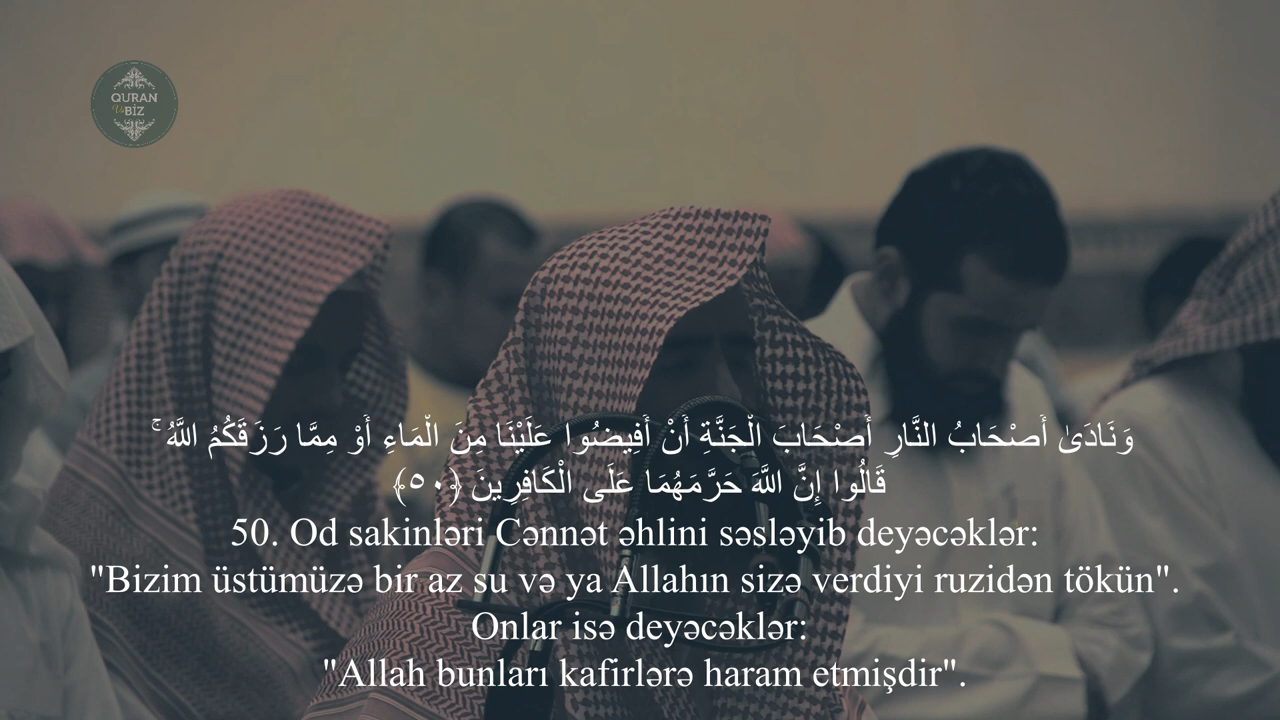 QURAN
Və BİZ
وَنَادَىٰ أَصْحَابُ النَّارِ أَصْحَابَ الْجَنَّةِ أَنْ أَفِيضُوا عَلَيْنَا مِنَ الْمَاءِ أَوْ مِمَّا رَزَقَكُمُ اللَّهُ ۚ
قَالُوا إِنَّ اللَّهَ حَرَّمَهُمَا عَلَى الْكَافِرِينَ ﴿٥٠﴾
50. Od sakinləri Cənnət əhlini səsləyib deyəcəklər:
"Bizim üstümüzə bir az su və ya Allahın sizə verdiyi ruzidən tökün".
Onlar isə deyəcəklər:
"Allah bunları kafirlərə haram etmişdir".